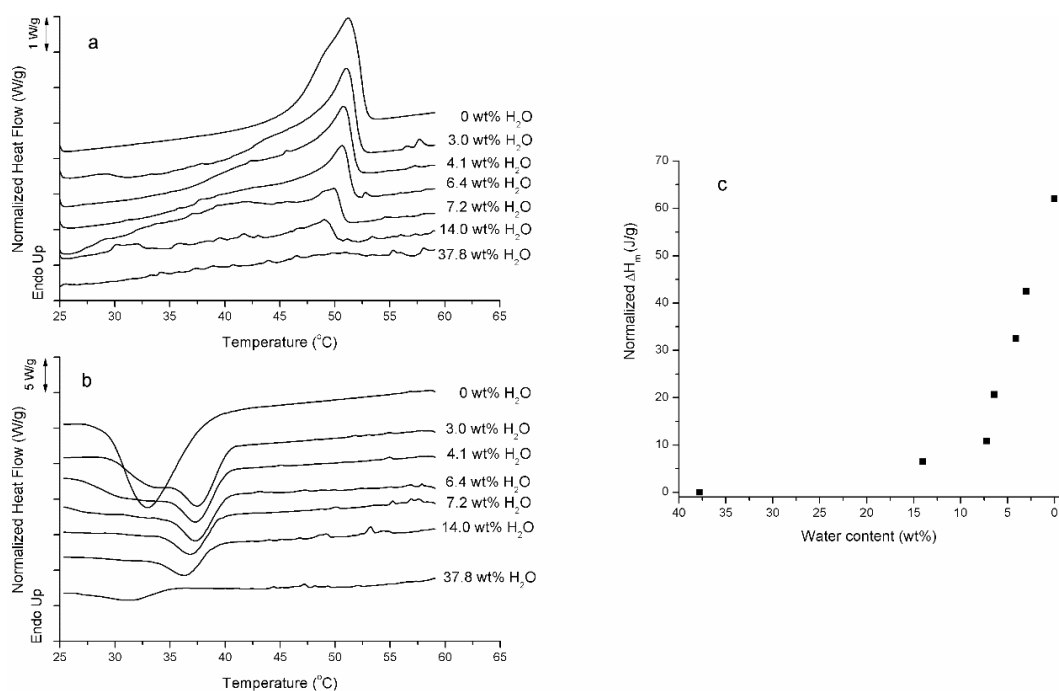 1 W/g
a
Normalized Heat Flow (W/g)
Endo Up
0 wt% H₂O
3.0 wt% H₂O
4.1 wt% H₂O
6.4 wt% H₂O
7.2 wt% H₂O
14.0 wt% H₂O
37.8 wt% H₂O
25 30 35 40 45 50 55 60 65
Temperature (°C)
5 W/g
b
Normalized Heat Flow (W/g)
Endo Up
0 wt% H₂O
3.0 wt% H₂O
4.1 wt% H₂O
6.4 wt% H₂O
7.2 wt% H₂O
14.0 wt% H₂O
37.8 wt% H₂O
25 30 35 40 45 50 55 60 65
Temperature (°C)
c
Normalized ΔHₘ (J/g)
70
60
50
40
30
20
10
0
40 35 30 25 20 15 10 5 0
Water content (wt%)